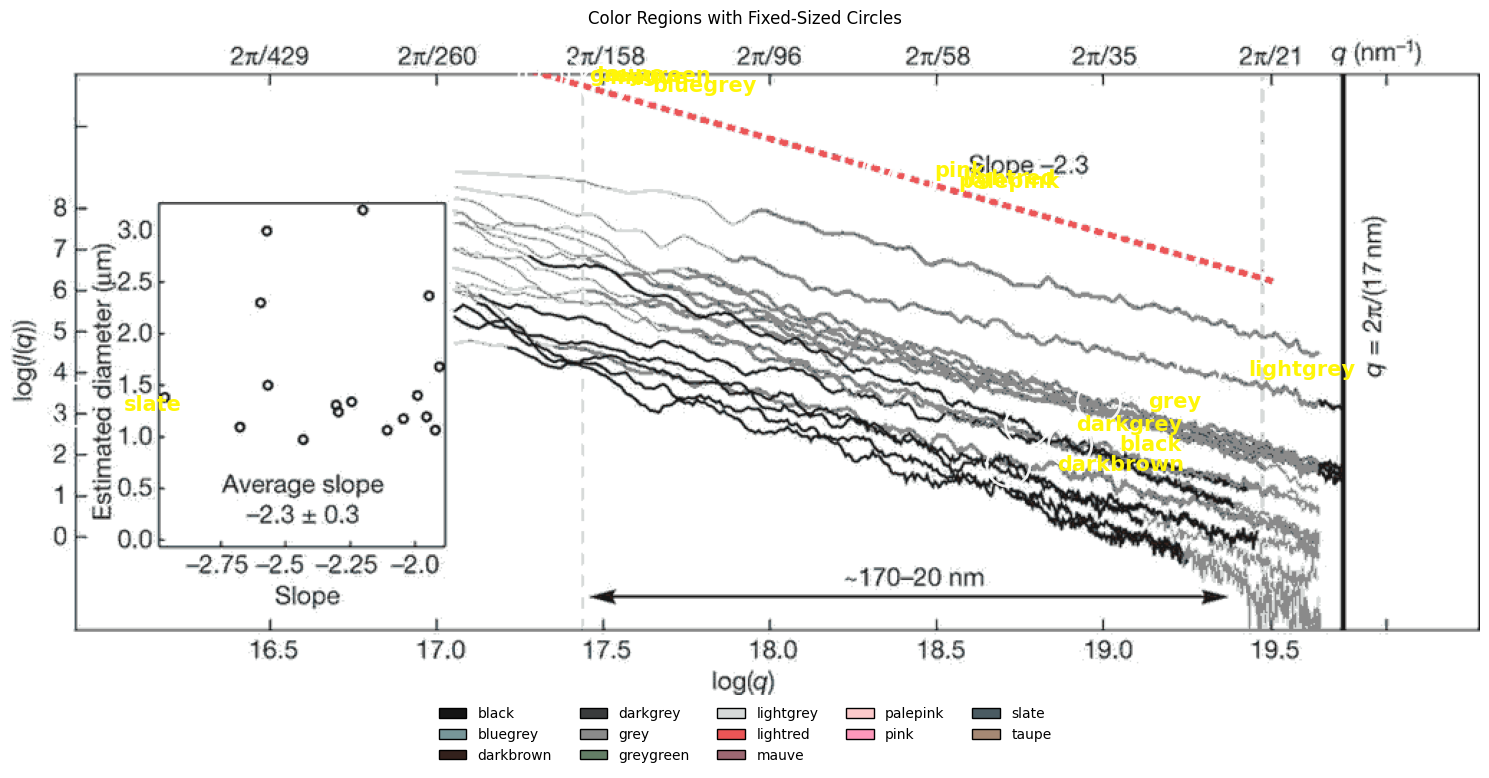 Color Regions with Fixed-Sized Circles
2π/429 2π/260 2π/158 2π/96 2π/58 2π/35 2π/21 q (nm⁻¹)
bluegrey
Slope –2.3
pink
palepink
8
7
6
5
4
3
2
1
0
log(I(q))
3.0
2.5
2.0
1.5
1.0
0.5
0.0
Estimated diameter (μm)
slate
Average slope
–2.3 ± 0.3
–2.75 –2.5 –2.25 –2.0
Slope
q = 2π/(17 nm)
lightgrey
grey
darkgrey
black
darkbrown
~170–20 nm
16.5 17.0 17.5 18.0 18.5 19.0 19.5
log(q)
black darkgrey lightgrey palepink slate
bluegrey grey lightred pink taupe
darkbrown greygreen mauve